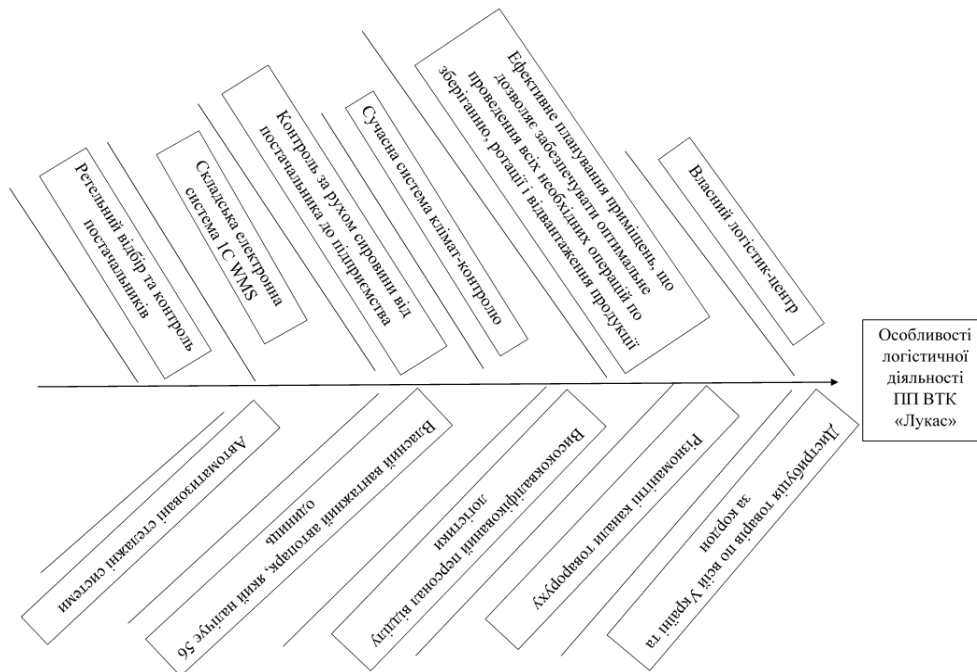 Ретельний відбір та контроль
постачальників
Складська електронна
система 1С WMS
Контроль за рухом сировини від
постачальника до підприємства
Сучасна система клімат-контролю
Ефективне планування приміщень, що
дозволяє забезпечувати оптимальне
проведення всіх необхідних операцій по
зберіганню, ротації і відвантаження продукції
Власний логістик-центр
Особливості
логістичної
діяльності
ПП ВТК
«Лукас»
Автоматизовані стелажні системи
Власний вантажний автопарк, який налічує 56
одиниць
Висококваліфікований персонал відділу
логістики
Різноманітні канали товароруху
Дистрибуція товарів по всій Україні та
за кордон